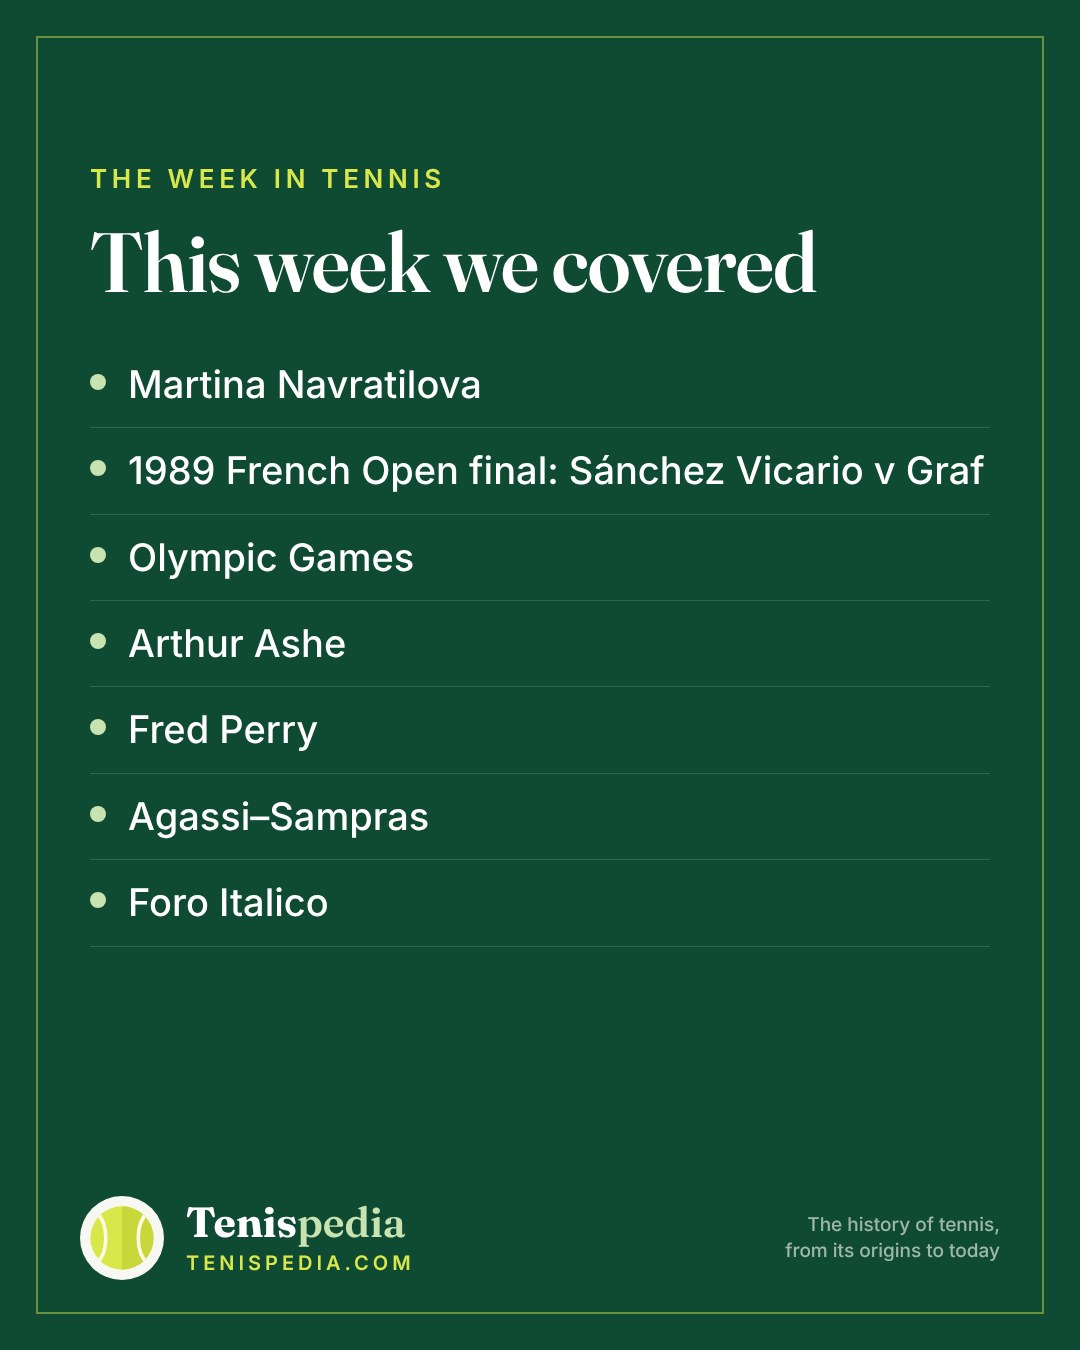 THE WEEK IN TENNIS
This week we covered
Martina Navratilova
1989 French Open final: Sánchez Vicario v Graf
Olympic Games
Arthur Ashe
Fred Perry
Agassi–Sampras
Foro Italico
Tenispedia
TENISPEDIA.COM
The history of tennis,
from its origins to today